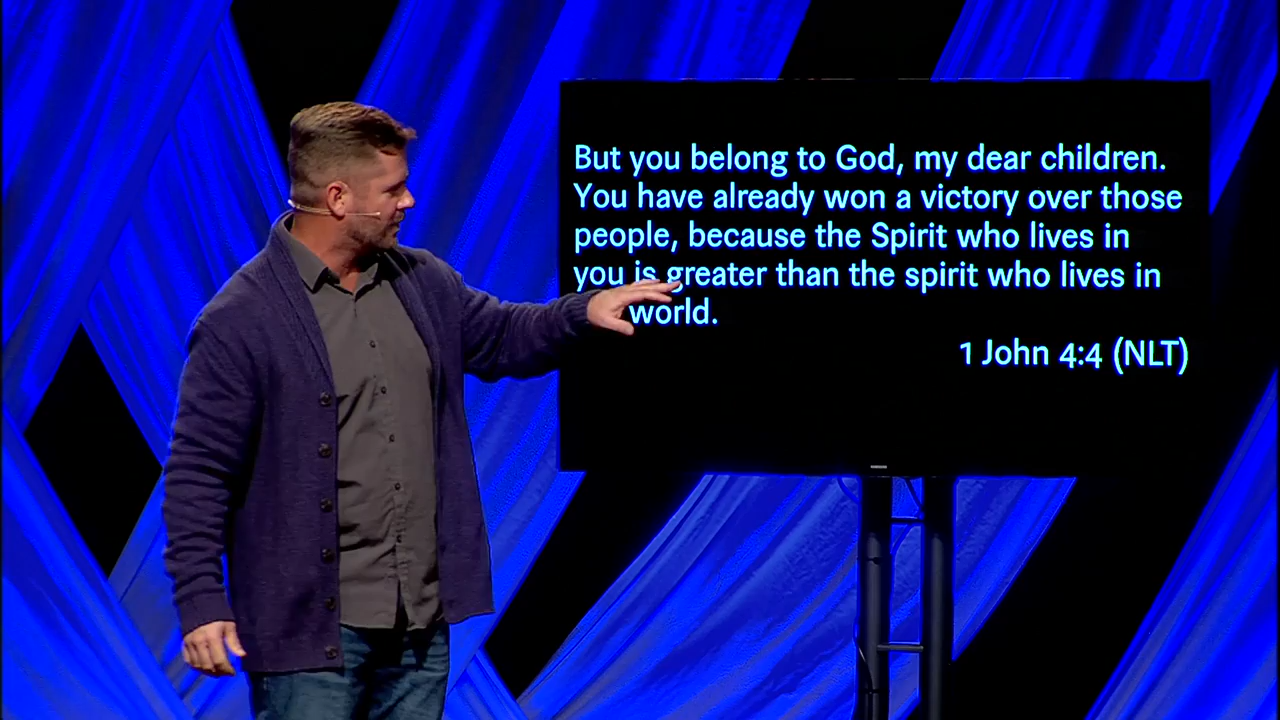 But you belong to God, my dear children.
You have already won a victory over those
people, because the Spirit who lives in
you is greater than the spirit who lives in
world.
1 John 4:4 (NLT)